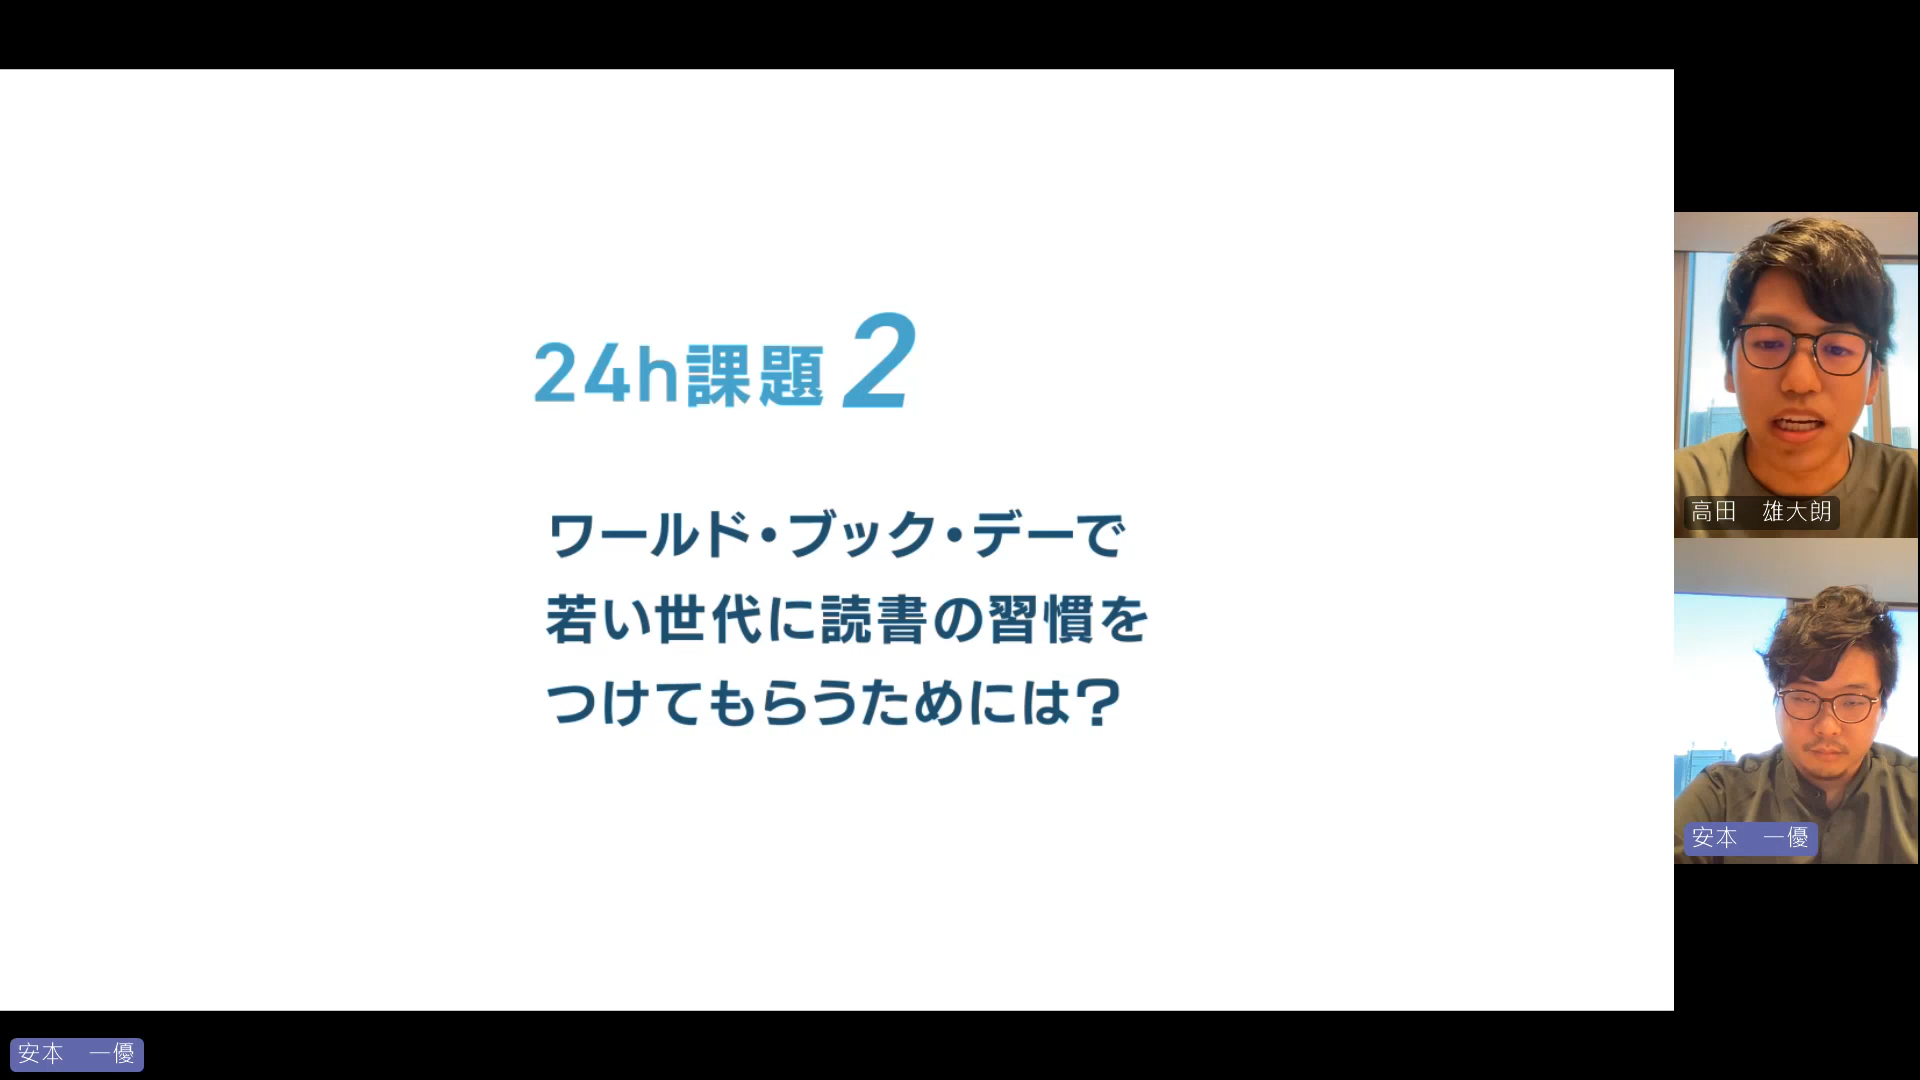 24h課題2
ワールド・ブック・デーで
若い世代に読書の習慣を
つけてもらうためには?
高田 雄大朗
安本 一優
安本 一優